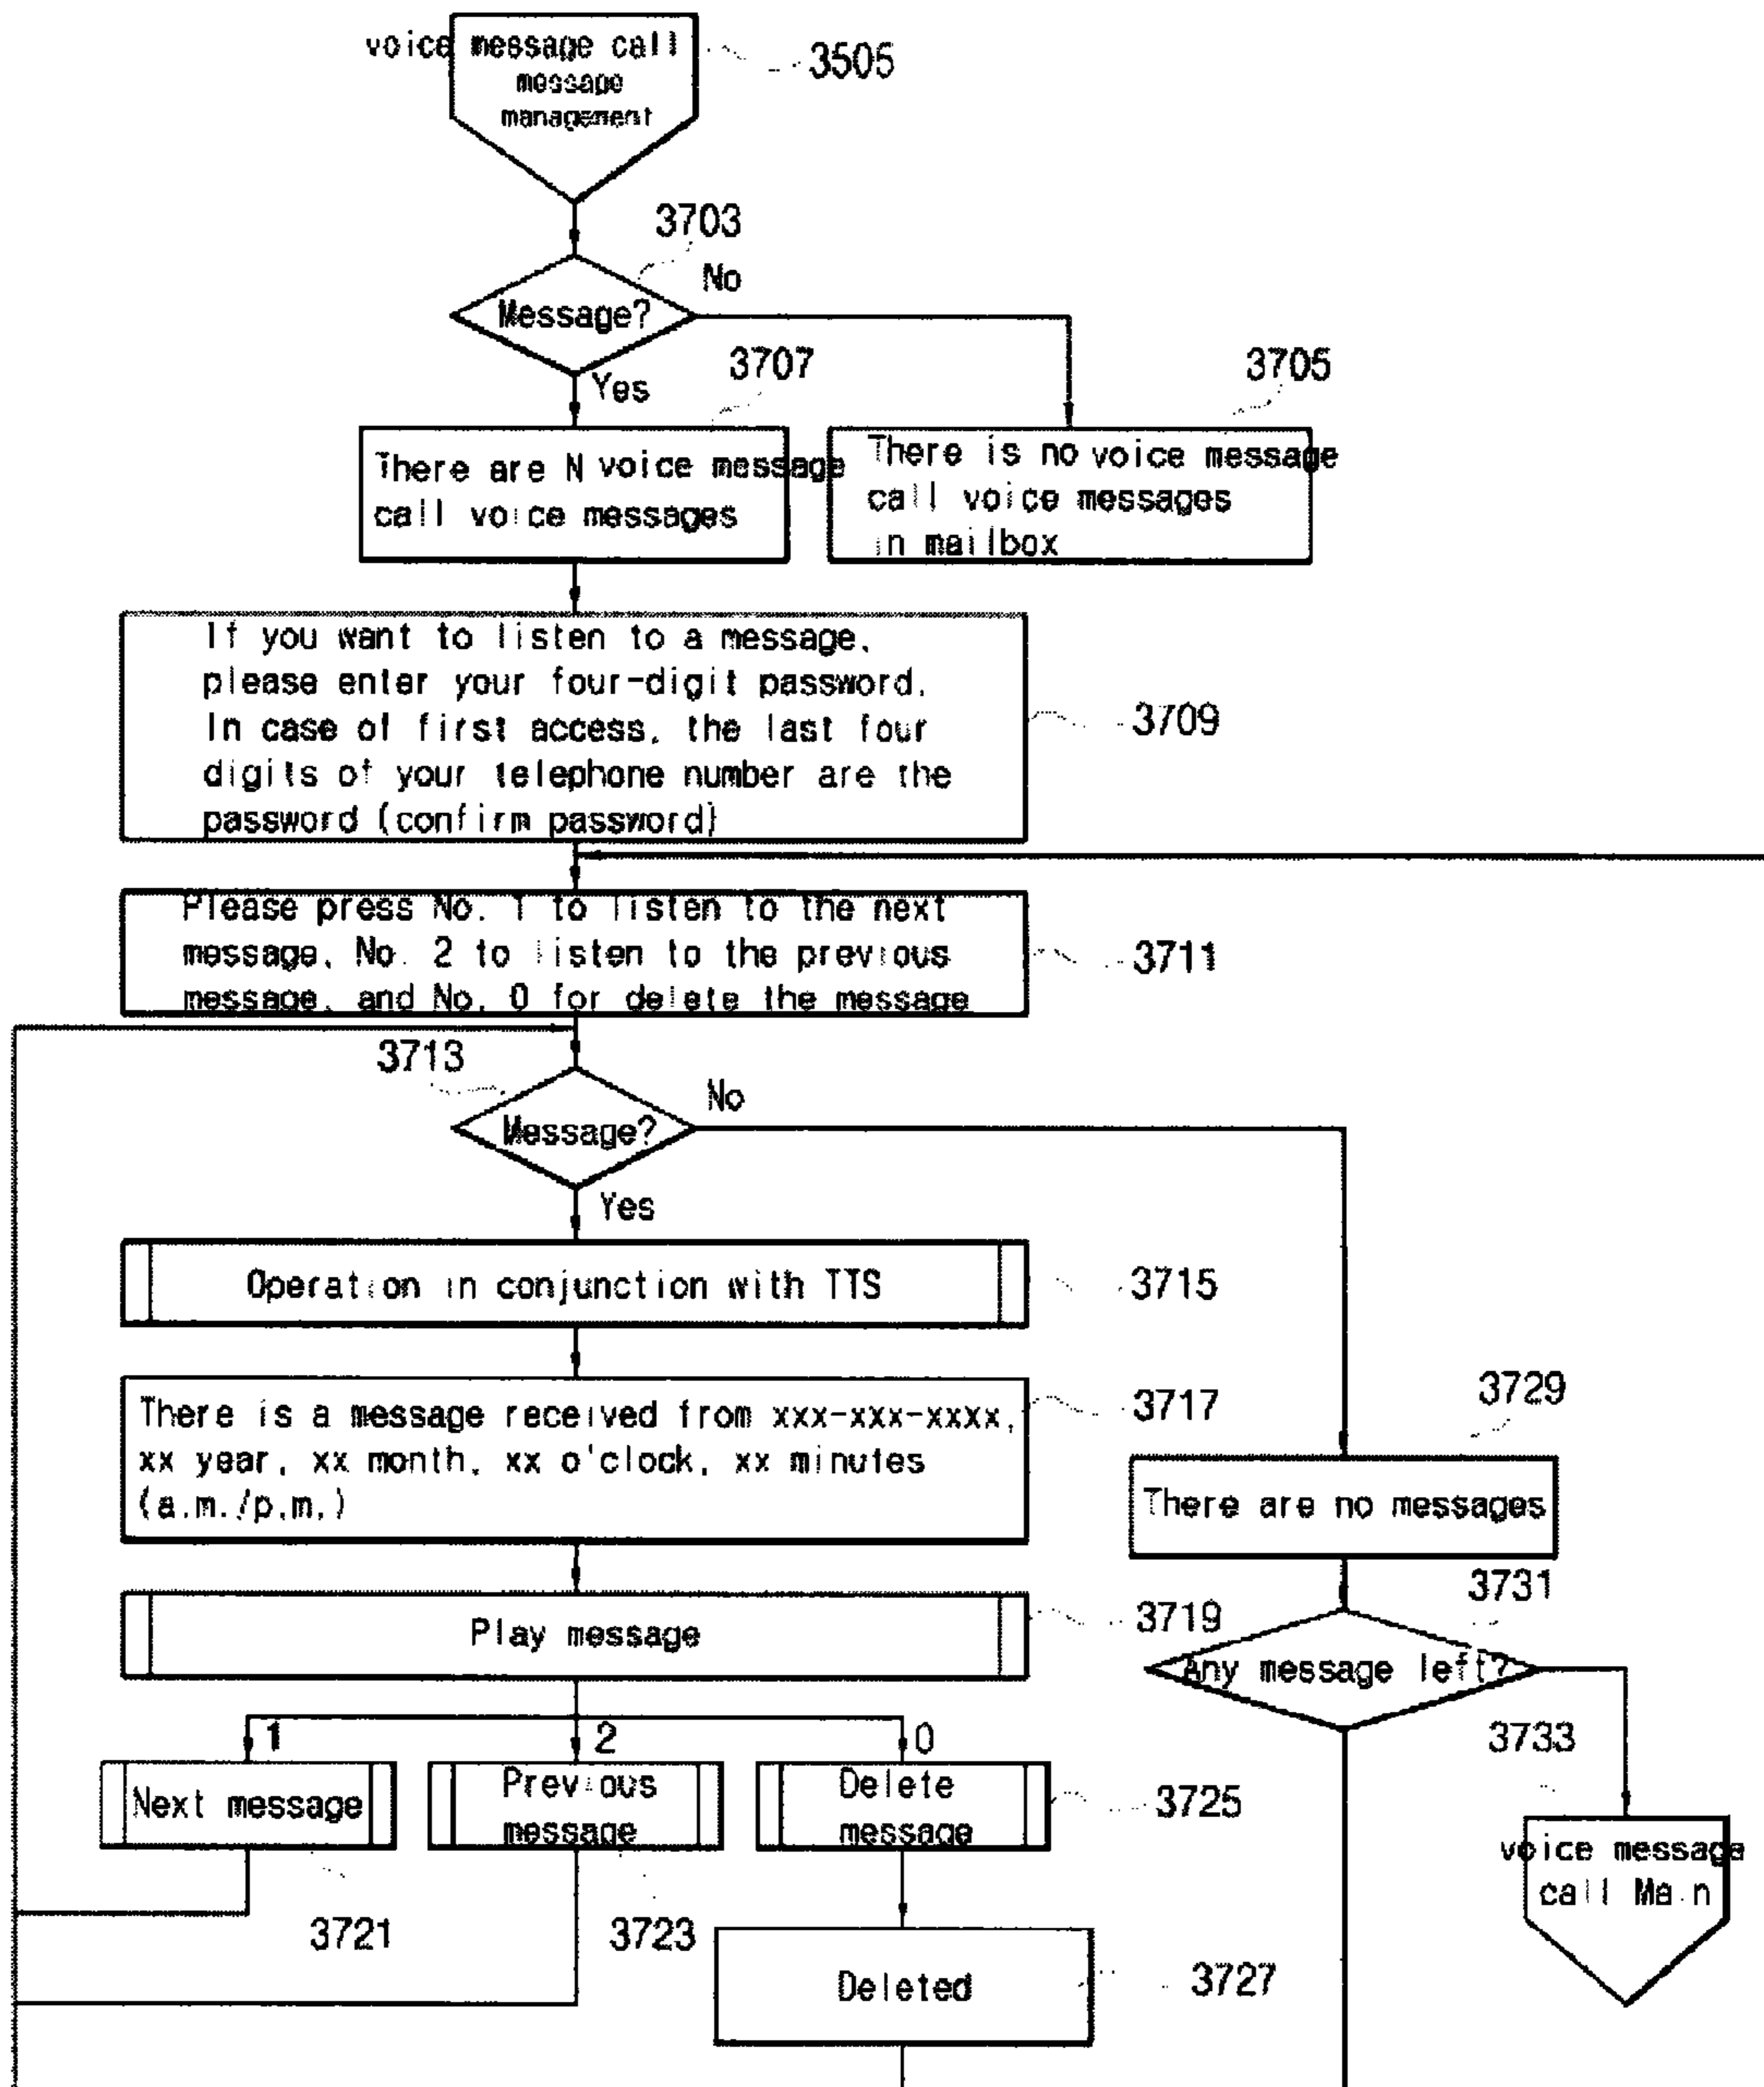 voice message call
message
management
3505
3703
Message?
No
Yes
3707
3705
There are N voice message
call voice messages
There is no voice message
call voice messages
in mailbox
If you want to listen to a message,
please enter your four-digit password.
In case of first access, the last four
digits of your telephone number are the
password (confirm password)
3709
Please press No. 1 to listen to the next
message, No. 2 to listen to the previous
message, and No. 0 for delete the message
3711
3713
Message?
No
Yes
Operation in conjunction with TTS
3715
There is a message received from xxx-xxx-xxxx,
xx year, xx month, xx o'clock, xx minutes
(a.m./p.m.)
3717
3729
There are no messages
Play message
3719
3731
Any message left?
1
2
0
Next message
Previous
message
Delete
message
3725
3733
voice message
call Main
3721
3723
Deleted
3727